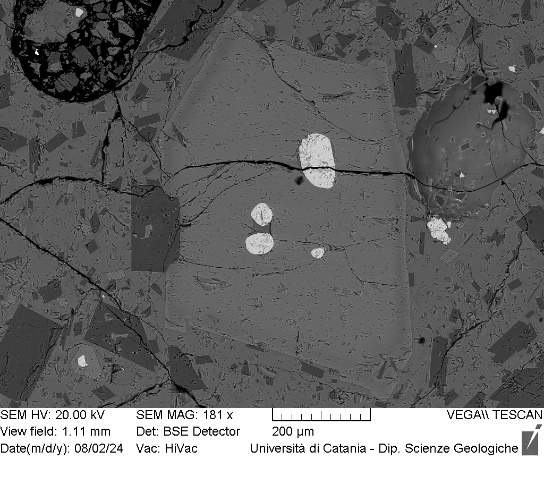 SEM HV: 20.00 kV SEM MAG: 181 x VEGA\\ TESCAN
View field: 1.11 mm Det: BSE Detector 200 µm
Date(m/d/y): 08/02/24 Vac: HiVac Università di Catania - Dip. Scienze Geologiche